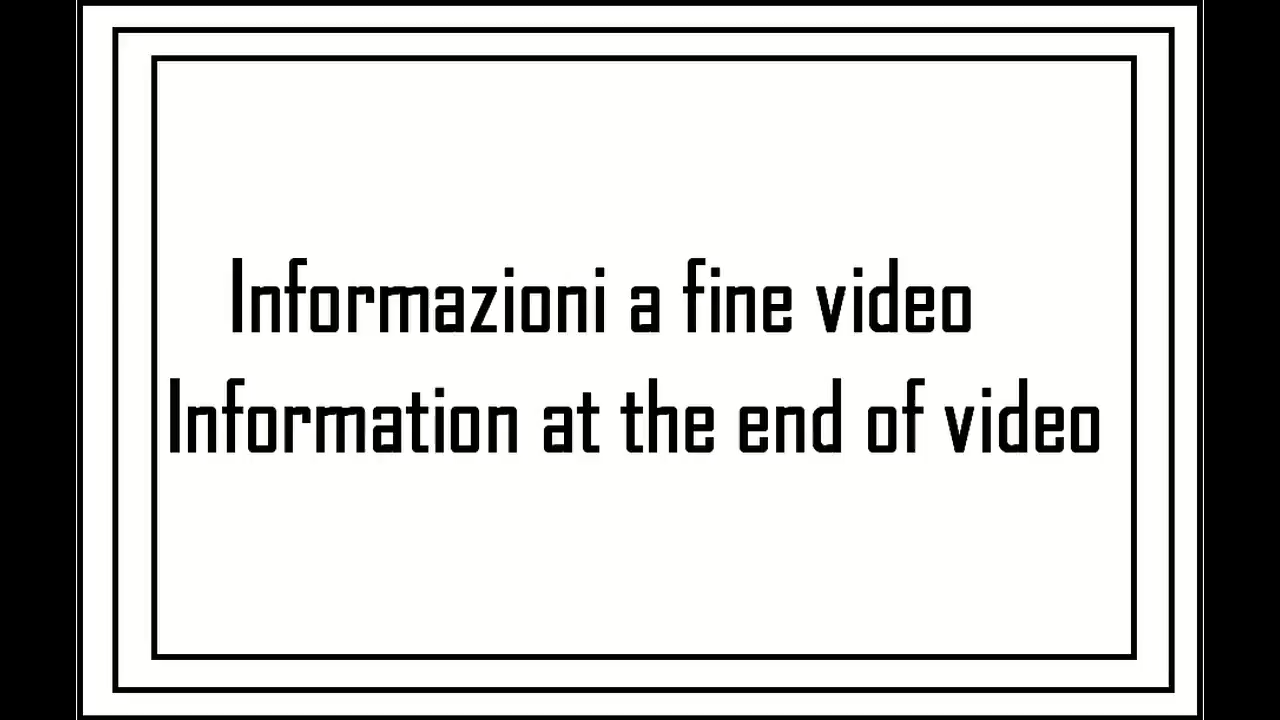 Informazioni a fine video
Information at the end of video